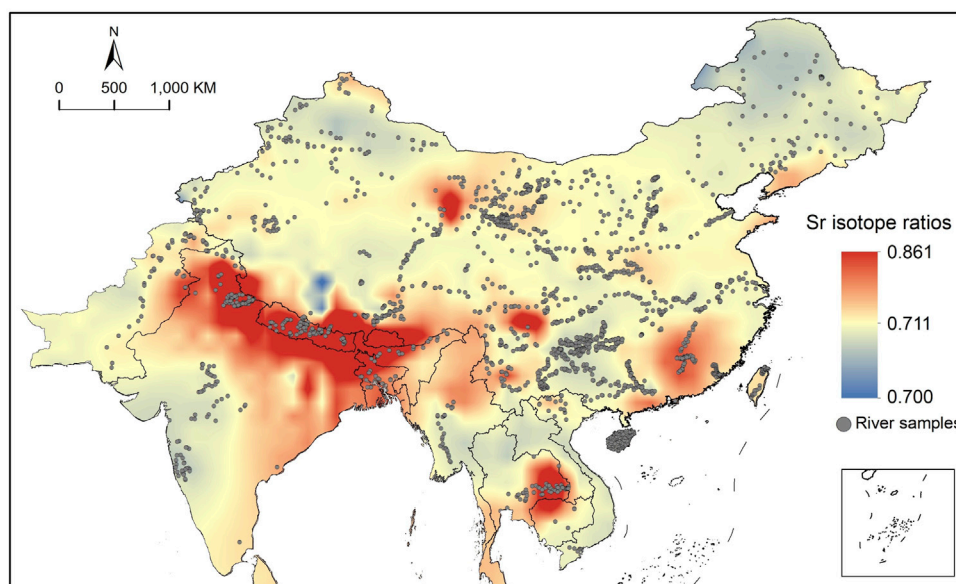 N
0 500 1,000 KM
Sr isotope ratios
0.861
0.711
0.700
River samples